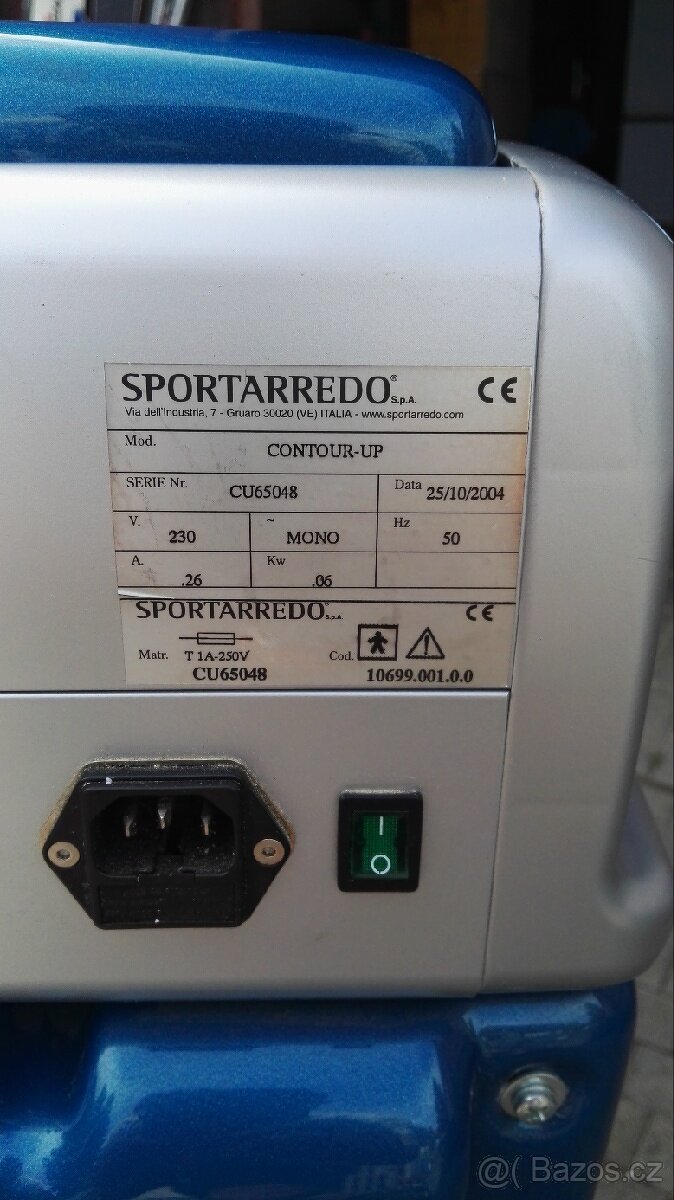 SPORTARREDO® S.p.A. CE
Via dell'Industria, 7 - Gruaro 30020 (VE) ITALIA - www.sportarredo.com
Mod. CONTOUR-UP
SERIE Nr. CU65048 Data 25/10/2004
V. 230 ~ MONO Hz 50
A. .26 Kw .06
SPORTARREDO S.p.A. CE
Matr. T 1A-250V Cod.
CU65048 10699.001.0.0
I
O
@( Bazos.cz